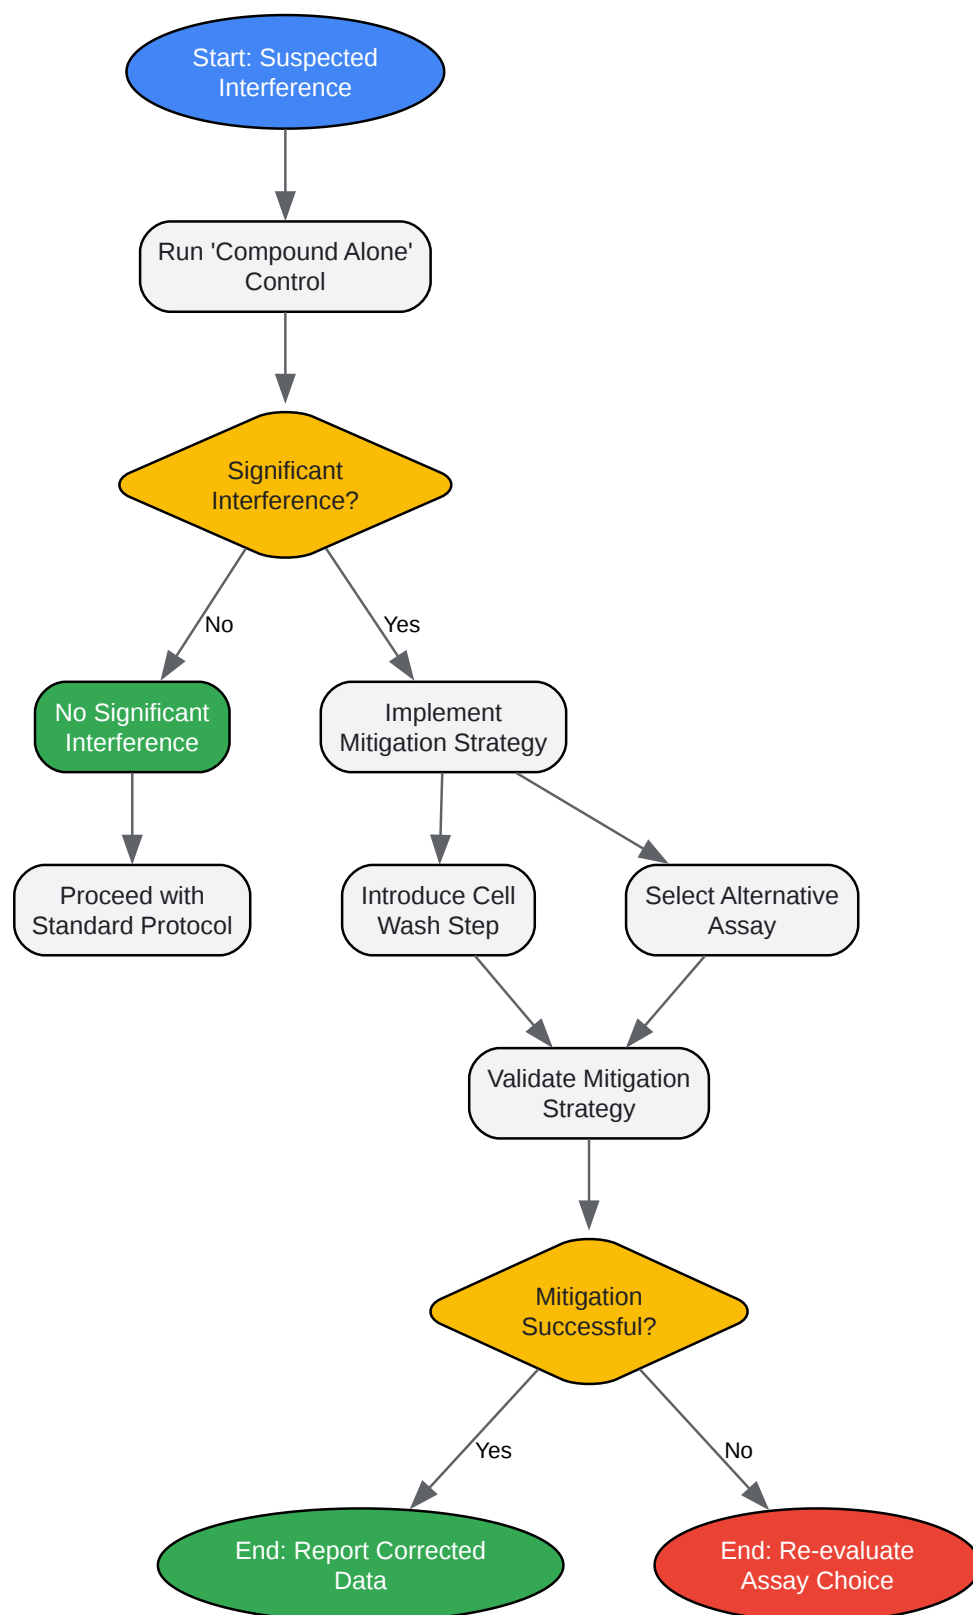 Start: Suspected
Interference
Run 'Compound Alone'
Control
Significant
Interference?
No
Yes
No Significant
Interference
Implement
Mitigation Strategy
Proceed with
Standard Protocol
Introduce Cell
Wash Step
Select Alternative
Assay
Validate Mitigation
Strategy
Mitigation
Successful?
Yes
No
End: Report Corrected
Data
End: Re-evaluate
Assay Choice